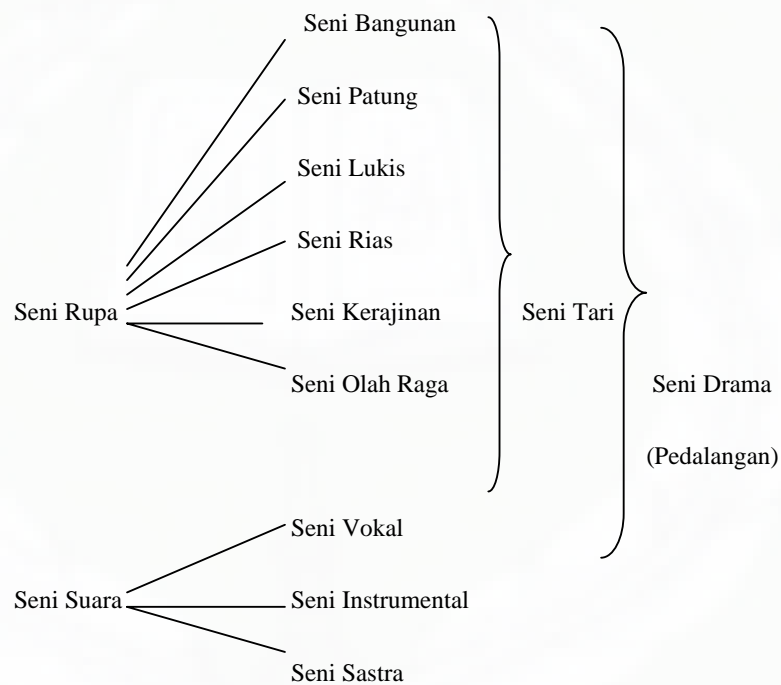 Seni Bangunan
Seni Patung
Seni Lukis
Seni Rias
Seni Rupa Seni Kerajinan Seni Tari
Seni Olah Raga Seni Drama
(Pedalangan)
Seni Vokal
Seni Suara Seni Instrumental
Seni Sastra